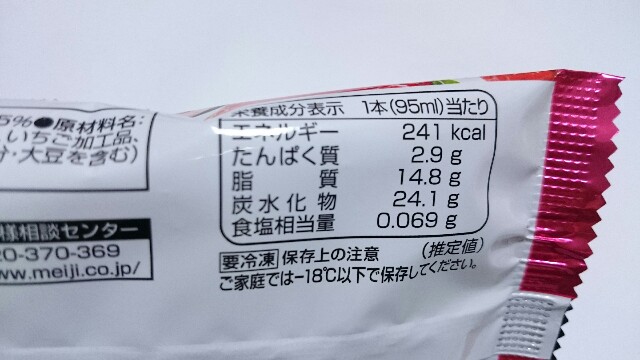 5%●原材料名:
、いちご加工品、
分・大豆を含む)
様相談センター
20-370-369
ww.meiji.co.jp/
栄養成分表示 1本(95ml)当たり
エネルギー 241 kcal
たんぱく質 2.9 g
脂質 14.8 g
炭水化物 24.1 g
食塩相当量 0.069 g
(推定値)
要冷凍 保存上の注意
ご家庭では-18℃以下で保存してください。